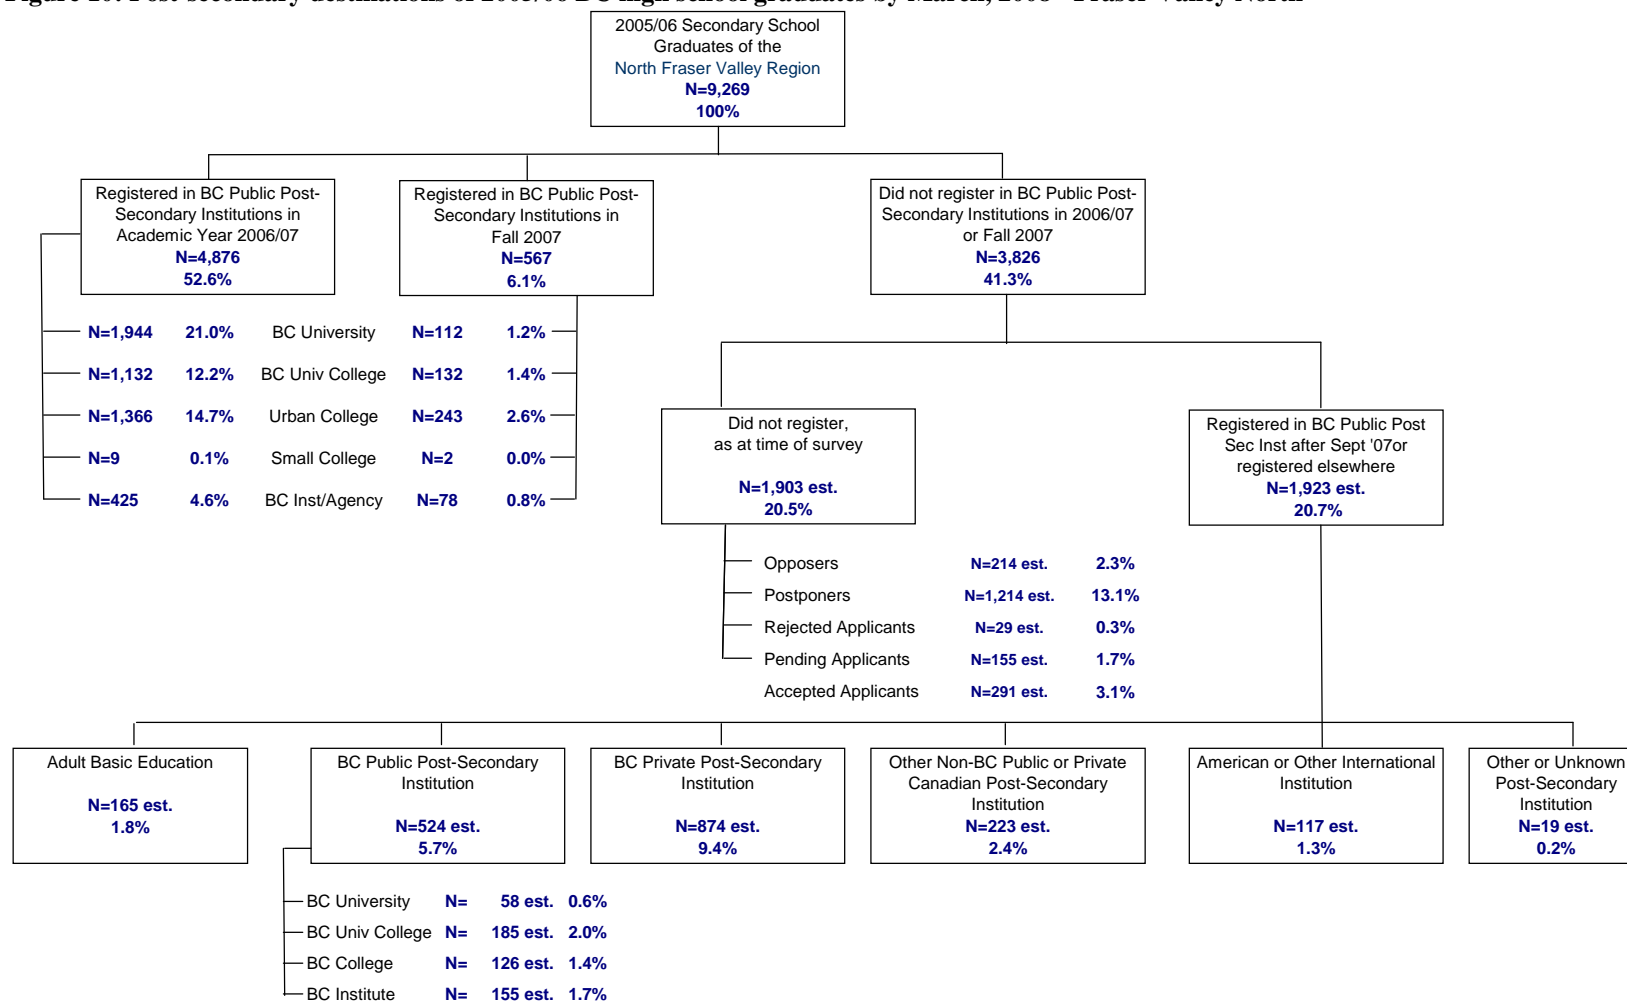 2005/06 Secondary School
Graduates of the
North Fraser Valley Region
N=9,269
100%
Registered in BC Public Post-
Secondary Institutions in
Academic Year 2006/07
N=4,876
52.6%
Registered in BC Public Post-
Secondary Institutions in
Fall 2007
N=567
6.1%
Did not register in BC Public Post-
Secondary Institutions in 2006/07
or Fall 2007
N=3,826
41.3%
N=1,944 21.0% BC University N=112 1.2%
N=1,132 12.2% BC Univ College N=132 1.4%
N=1,366 14.7% Urban College N=243 2.6%
N=9 0.1% Small College N=2 0.0%
N=425 4.6% BC Inst/Agency N=78 0.8%
Did not register,
as at time of survey
N=1,903 est.
20.5%
Registered in BC Public Post
Sec Inst after Sept '07or
registered elsewhere
N=1,923 est.
20.7%
Opposers N=214 est. 2.3%
Postponers N=1,214 est. 13.1%
Rejected Applicants N=29 est. 0.3%
Pending Applicants N=155 est. 1.7%
Accepted Applicants N=291 est. 3.1%
Adult Basic Education
N=165 est.
1.8%
BC Public Post-Secondary
Institution
N=524 est.
5.7%
BC Private Post-Secondary
Institution
N=874 est.
9.4%
Other Non-BC Public or Private
Canadian Post-Secondary
Institution
N=223 est.
2.4%
American or Other International
Institution
N=117 est.
1.3%
Other or Unknown
Post-Secondary
Institution
N=19 est.
0.2%
BC University N= 58 est. 0.6%
BC Univ College N= 185 est. 2.0%
BC College N= 126 est. 1.4%
BC Institute N= 155 est. 1.7%